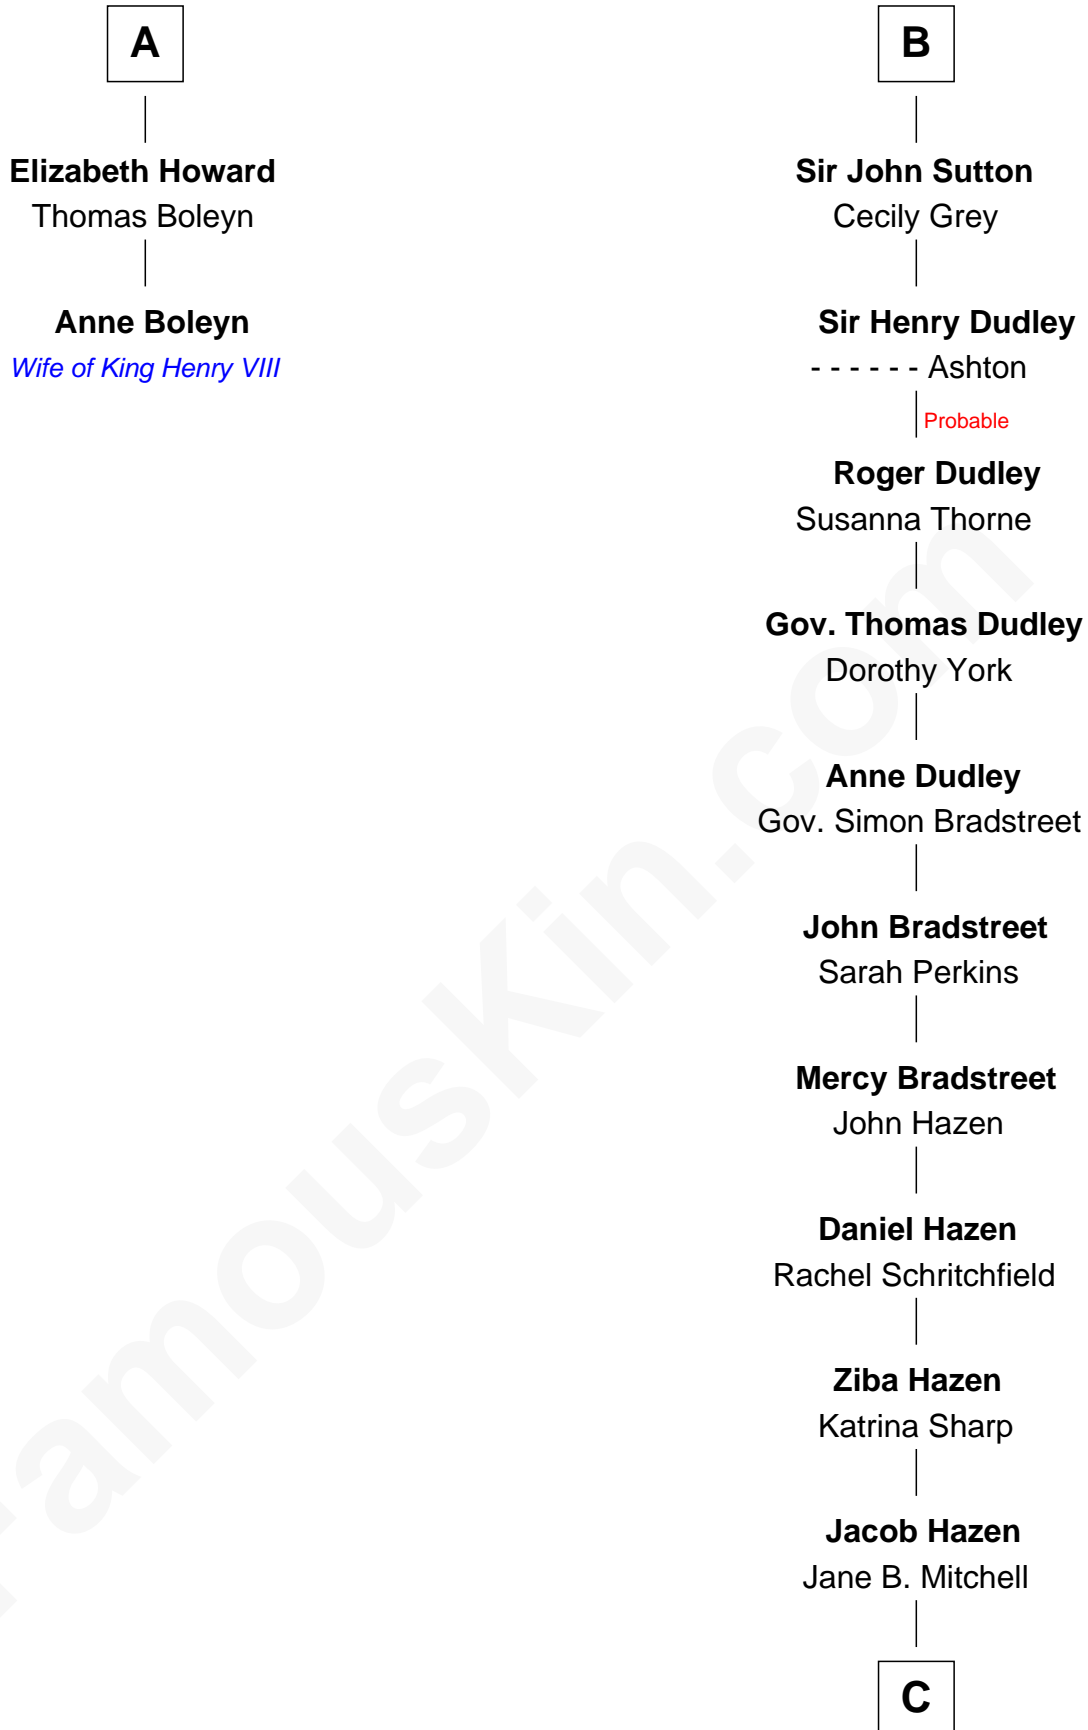 A
Elizabeth Howard
Thomas Boleyn
Anne Boleyn
Wife of King Henry VIII
B
Sir John Sutton
Cecily Grey
Sir Henry Dudley
- - - - - - Ashton
Probable
Roger Dudley
Susanna Thorne
Gov. Thomas Dudley
Dorothy York
Anne Dudley
Gov. Simon Bradstreet
John Bradstreet
Sarah Perkins
Mercy Bradstreet
John Hazen
Daniel Hazen
Rachel Schritchfield
Ziba Hazen
Katrina Sharp
Jacob Hazen
Jane B. Mitchell
C
FamousKin.com